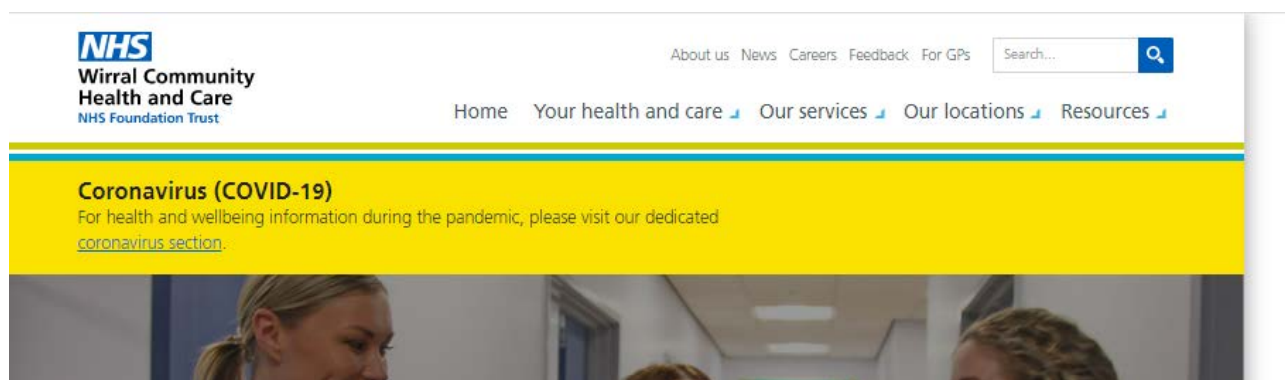 NHS
Wirral Community
Health and Care
NHS Foundation Trust
About us News Careers Feedback For GPs Search...
Home Your health and care Our services Our locations Resources
Coronavirus (COVID-19)
For health and wellbeing information during the pandemic, please visit our dedicated
coronavirus section.